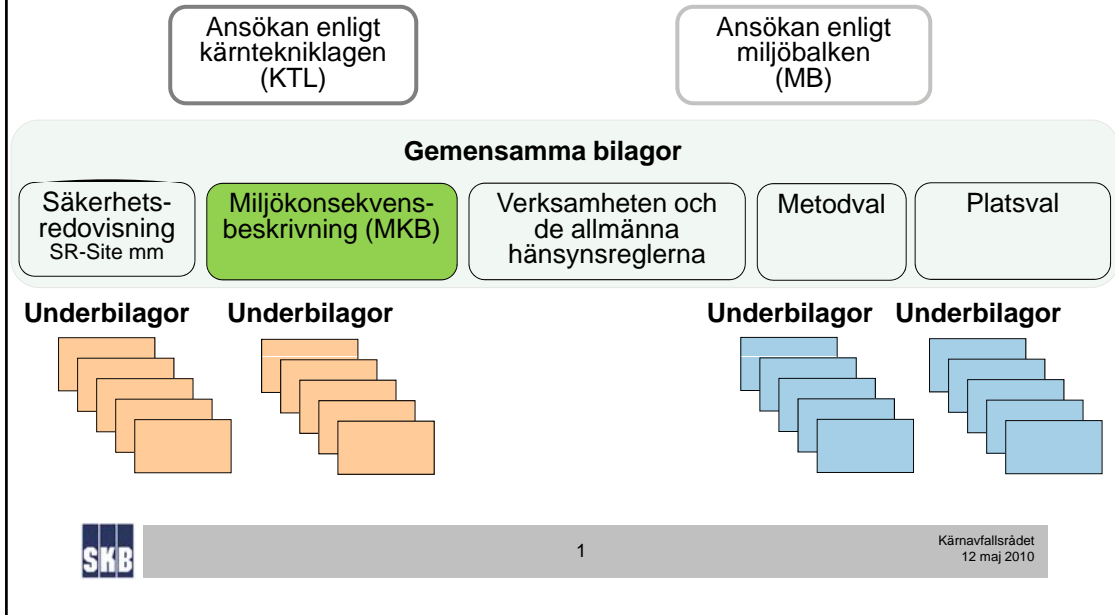 Ansökan enligt
kärntekniklagen
(KTL)
Ansökan enligt
miljöbalken
(MB)
Gemensamma bilagor
Säkerhets-
redovisning
SR-Site mm
Miljökonsekvens-
beskrivning (MKB)
Verksamheten och
de allmänna
hänsynsreglerna
Metodval
Platsval
Underbilagor
Underbilagor
Underbilagor
Underbilagor
SKB
1
Kärnavfallsrådet
12 maj 2010